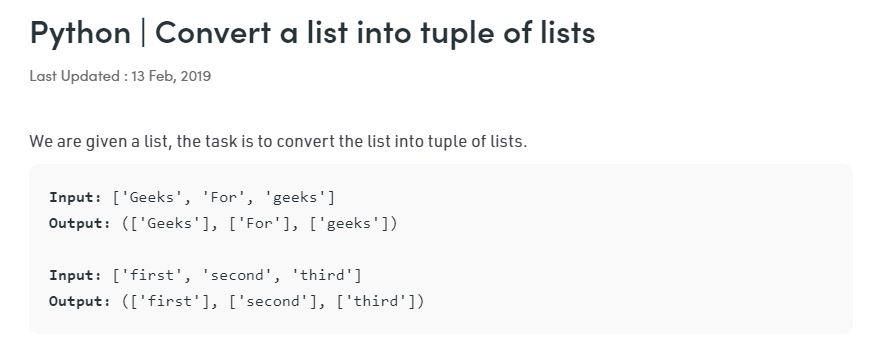 Python | Convert a list into tuple of lists
Last Updated : 13 Feb, 2019
We are given a list, the task is to convert the list into tuple of lists.
Input: ['Geeks', 'For', 'geeks']
Output: (['Geeks'], ['For'], ['geeks'])
Input: ['first', 'second', 'third']
Output: (['first'], ['second'], ['third'])